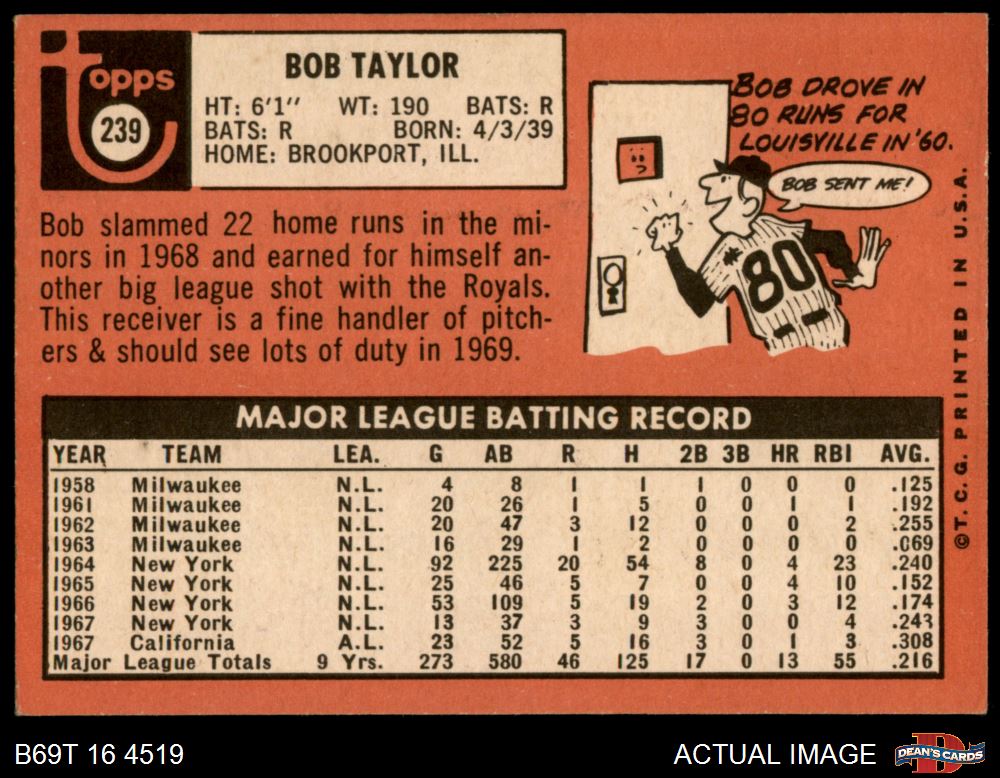 topps
239
BOB TAYLOR
HT: 6'1" WT: 190 BATS: R
BATS: R BORN: 4/3/39
HOME: BROOKPORT, ILL.
BOB DROVE IN
80 RUNS FOR
LOUISVILLE IN '60.
BOB SENT ME!
80
Bob slammed 22 home runs in the mi-
nors in 1968 and earned for himself an-
other big league shot with the Royals.
This receiver is a fine handler of pitch-
ers & should see lots of duty in 1969.
MAJOR LEAGUE BATTING RECORD
YEAR TEAM LEA. G AB R H 2B 3B HR RBI AVG.
1958 Milwaukee N.L. 4 8 1 1 1 0 0 0 .125
1961 Milwaukee N.L. 20 26 1 5 0 0 1 1 .192
1962 Milwaukee N.L. 20 47 3 12 0 0 0 2 .255
1963 Milwaukee N.L. 16 29 1 2 0 0 0 0 .069
1964 New York N.L. 92 225 20 54 8 0 4 23 .240
1965 New York N.L. 25 46 5 7 0 0 4 10 .152
1966 New York N.L. 53 109 5 19 2 0 3 12 .174
1967 New York N.L. 13 37 3 9 3 0 0 4 .243
1967 California A.L. 23 52 5 16 3 0 1 3 .308
Major League Totals 9 Yrs. 273 580 46 125 17 0 13 55 .216
©T. C. G. PRINTED IN U.S.A.
B69T 16 4519
ACTUAL IMAGE
D
DEAN'S CARDS